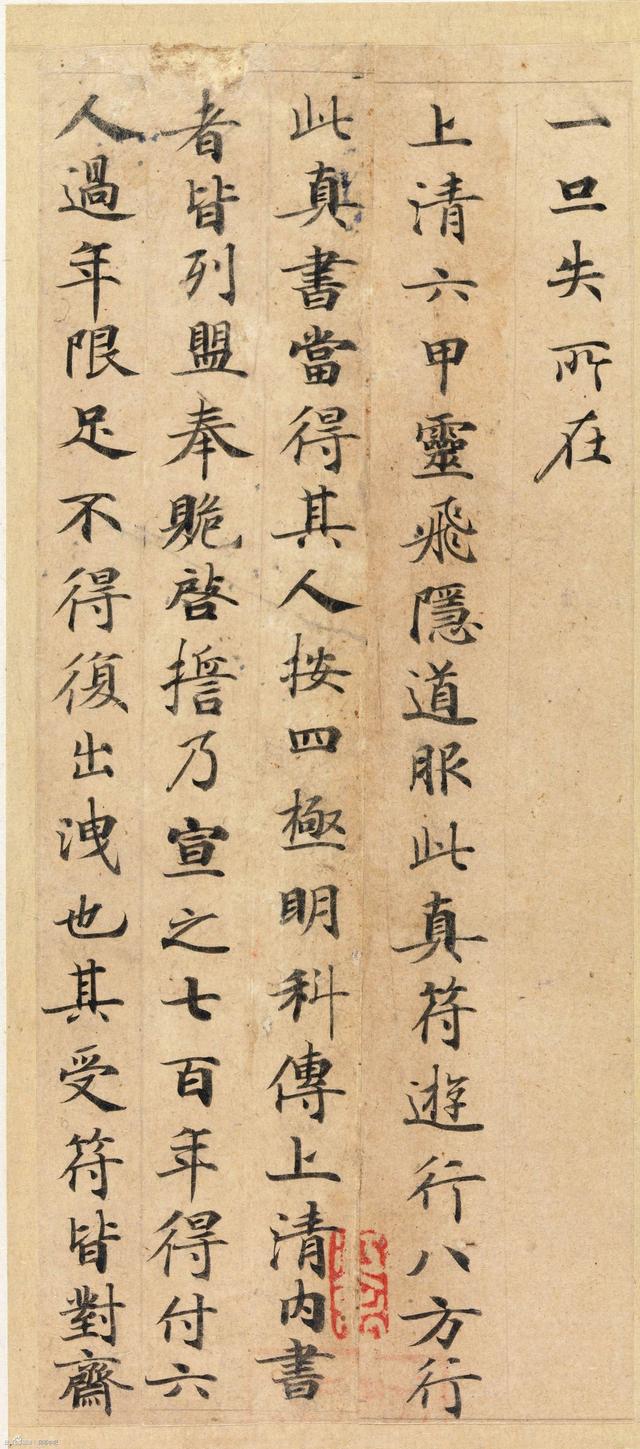 一旦失所在
上清六甲靈飛隱道服此真符遊行八方行
此真書當得其人按四極明科傳上清內書
者皆列盟奉貺啓誓乃宣之七百年得付六
人過年限足不得復出洩也其受符皆對齋